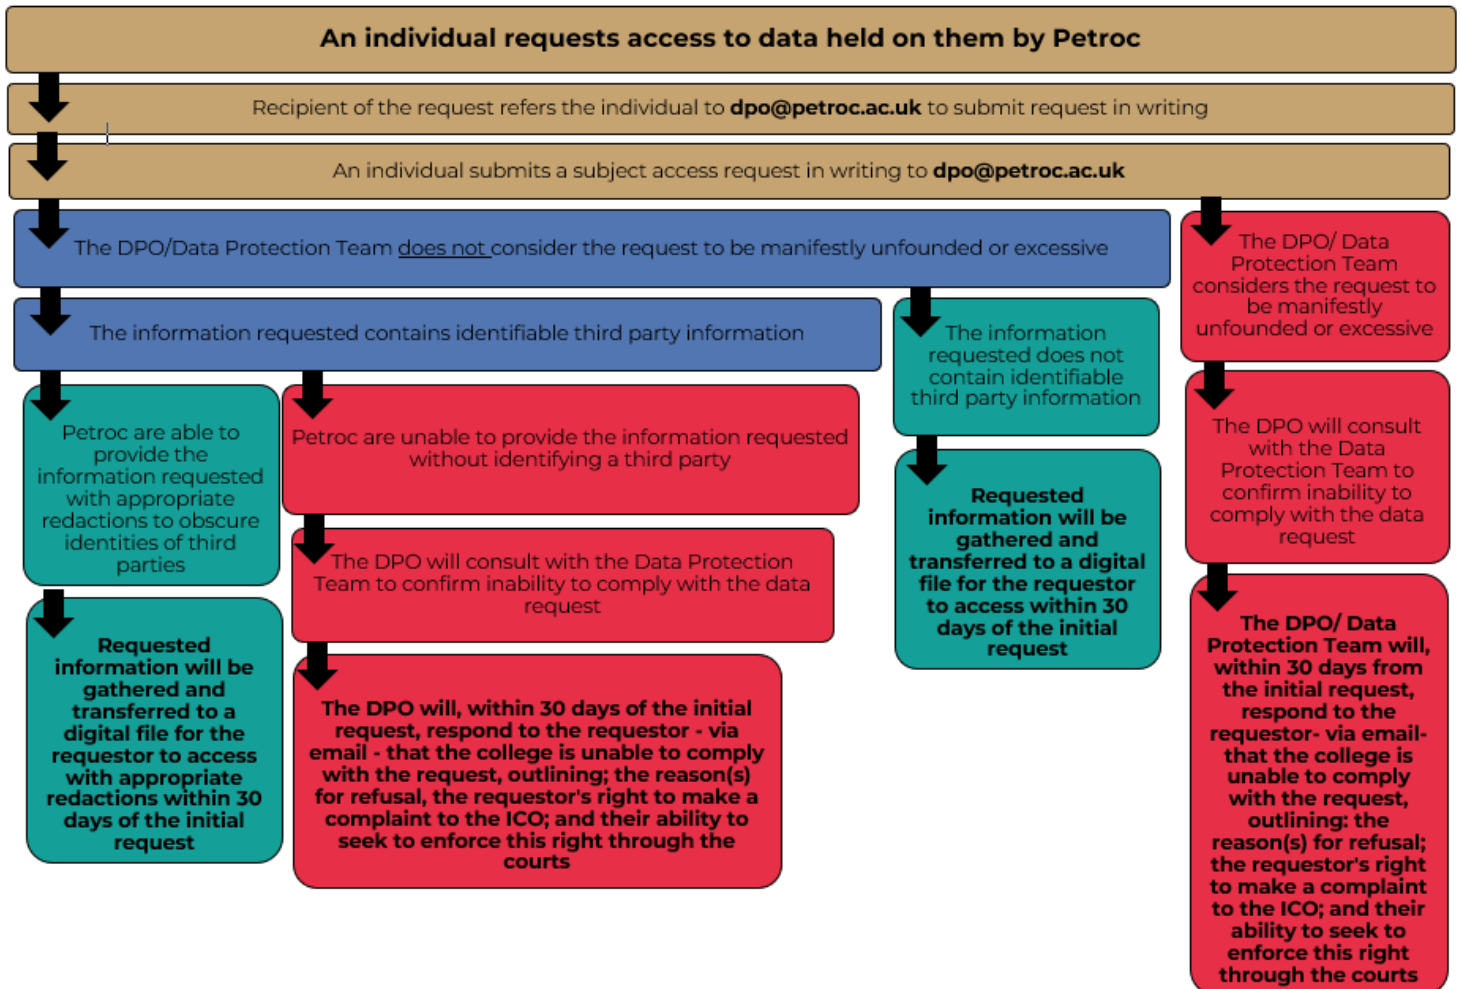 An individual requests access to data held on them by Petroc
Recipient of the request refers the individual to dpo@petroc.ac.uk to submit request in writing
An individual submits a subject access request in writing to dpo@petroc.ac.uk
The DPO/Data Protection Team does not consider the request to be manifestly unfounded or excessive
The information requested contains identifiable third party information
Petroc are able to
provide the
information requested
with appropriate
redactions to obscure
identities of third
parties
Requested
information will be
gathered and
transferred to a
digital file for the
requestor to access
with appropriate
redactions within 30
days of the initial
request
Petroc are unable to provide the information requested
without identifying a third party
The DPO will consult with the Data Protection
Team to confirm inability to comply with the data
request
The DPO will, within 30 days of the initial
request, respond to the requestor - via
email - that the college is unable to comply
with the request, outlining; the reason(s)
for refusal, the requestor's right to make a
complaint to the ICO; and their ability to
seek to enforce this right through the
courts
The information
requested does not
contain identifiable
third party information
Requested
information will be
gathered and
transferred to a digital
file for the requestor
to access within 30
days of the initial
request
The DPO/ Data
Protection Team
considers the request to
be manifestly
unfounded or excessive
The DPO will consult
with the Data
Protection Team to
confirm inability to
comply with the data
request
The DPO/ Data
Protection Team will,
within 30 days from
the initial request,
respond to the
requestor- via email-
that the college is
unable to comply
with the request,
outlining: the
reason(s) for refusal;
the requestor's right
to make a complaint
to the ICO; and their
ability to seek to
enforce this right
through the courts